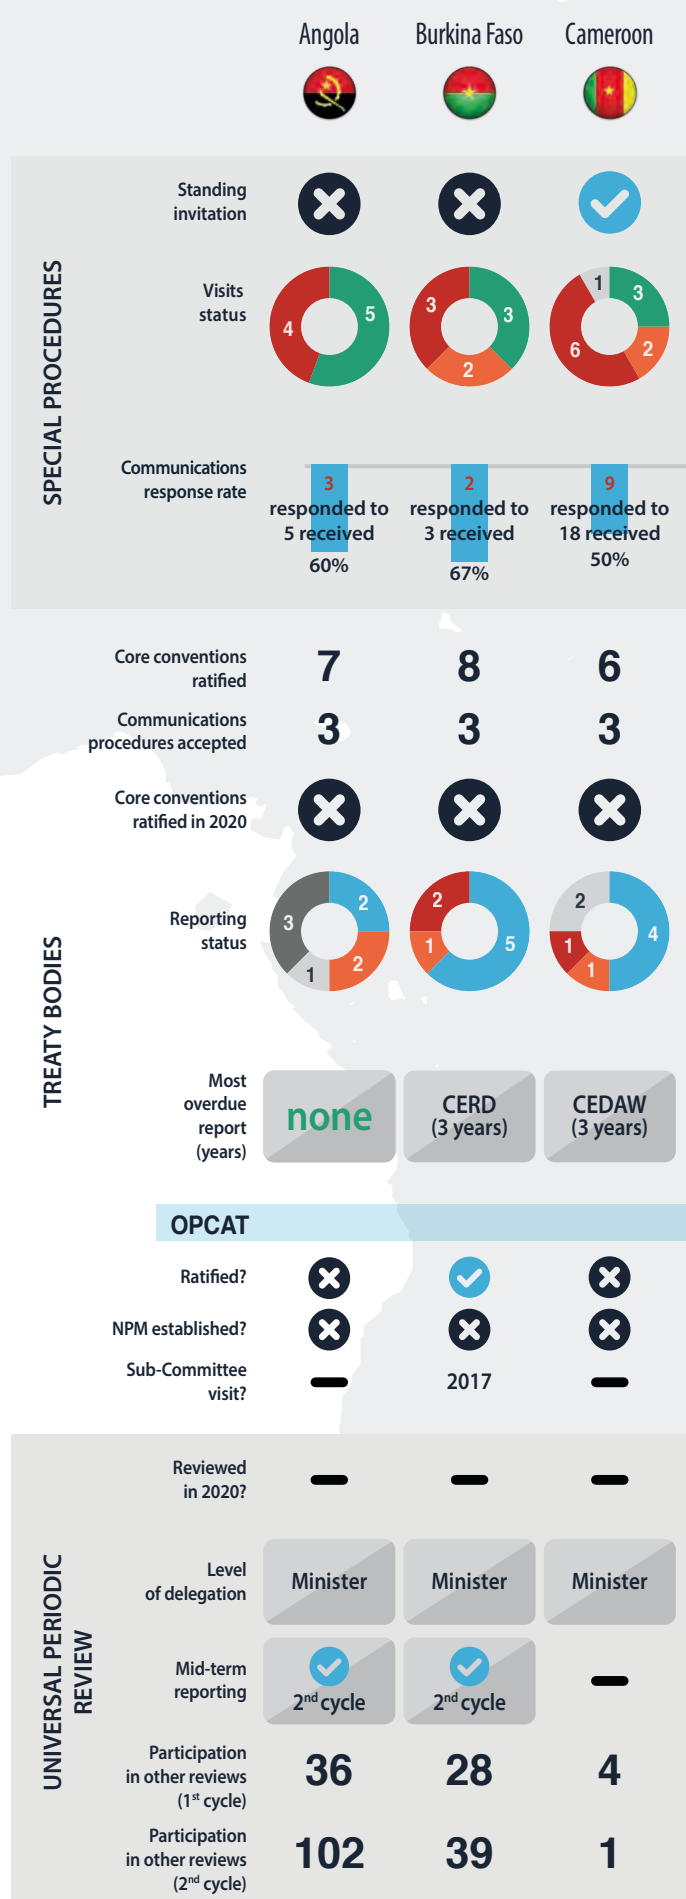 Angola Burkina Faso Cameroon
SPECIAL PROCEDURES
Standing
invitation
Visits
status
4 5 3 3 2 1 3 6 2
Communications
response rate
3 2 9
responded to responded to responded to
5 received 3 received 18 received
60% 67% 50%
TREATY BODIES
Core conventions
ratified
7 8 6
Communications
procedures accepted
3 3 3
Core conventions
ratified in 2020
Reporting
status
3 2 1 2 2 1 5 2 4 1 1
Most
overdue
report
(years)
none
CERD
(3 years)
CEDAW
(3 years)
OPCAT
Ratified?
NPM established?
Sub-Committee
visit?
2017
UNIVERSAL PERIODIC
REVIEW
Reviewed
in 2020?
Level
of delegation
Minister Minister Minister
Mid-term
reporting
2nd cycle 2nd cycle
Participation
in other reviews
(1st cycle)
36 28 4
Participation
in other reviews
(2nd cycle)
102 39 1